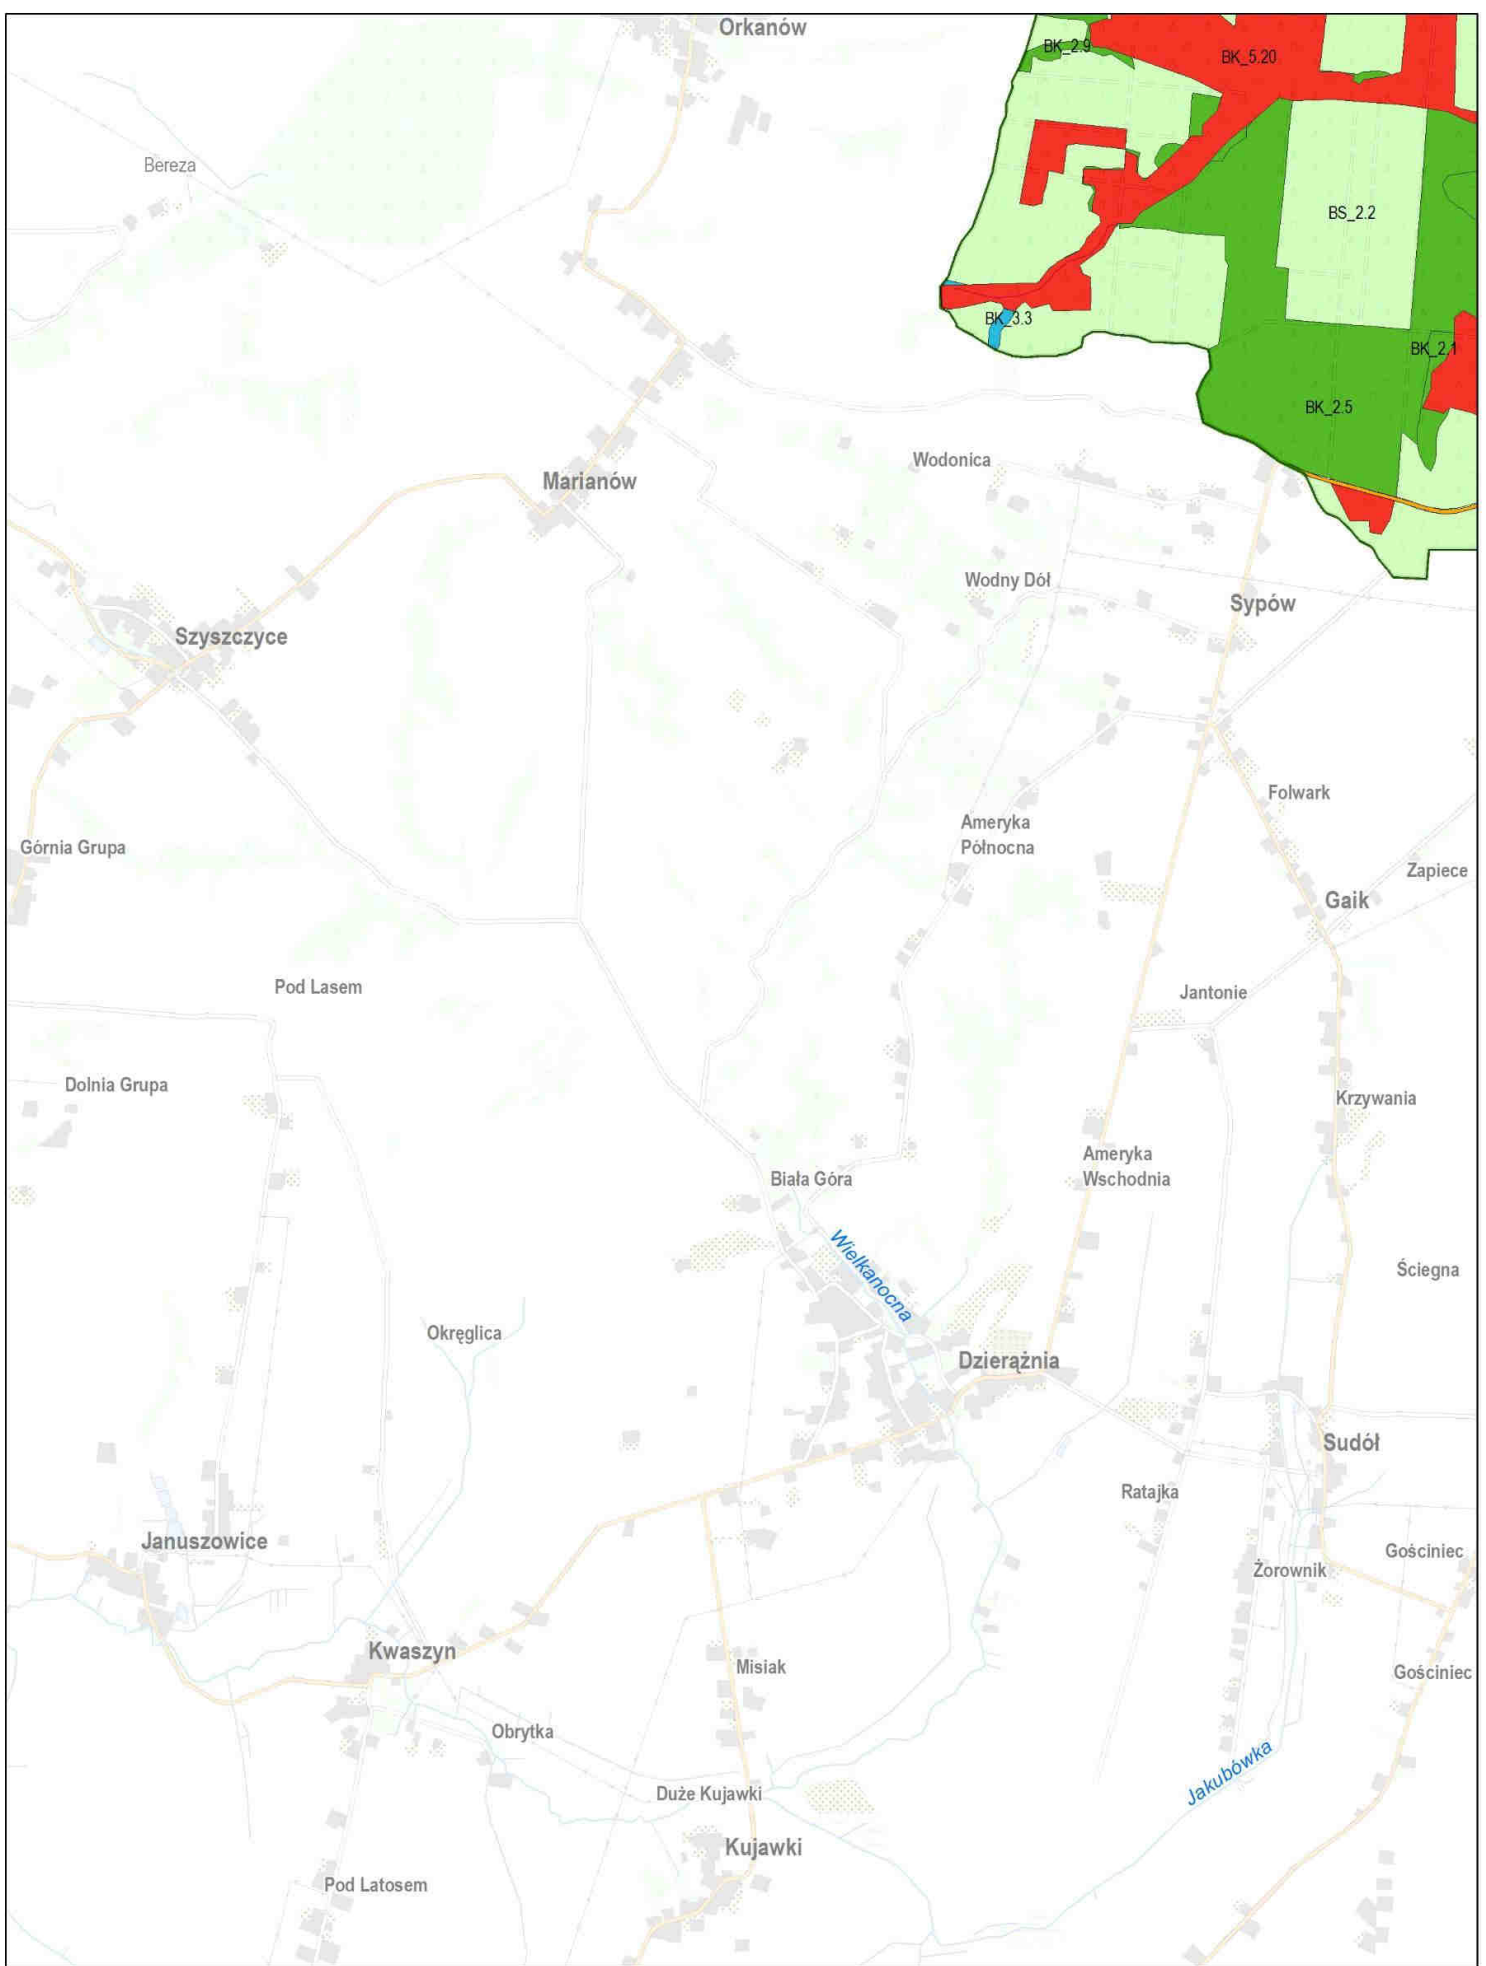 Orkanów
BK_2.9
BK_5.20
Bereza
BS_2.2
BK_3.3
BK_2.1
BK_2.5
Wodonica
Marianów
Wodny Dół
Sypów
Szyszczyce
Folwark
Ameryka
Północna
Górnia Grupa
Zapiece
Gaik
Pod Lasem
Jantonie
Dolnia Grupa
Krzywania
Ameryka
Wschodnia
Biała Góra
Wielkanocna
Ściegna
Okręglica
Dzierążnia
Sudół
Ratajka
Januszowice
Gościniec
Żorownik
Kwaszyn
Misiak
Gościniec
Obrytka
Jakubówka
Duże Kujawki
Kujawki
Pod Latosem